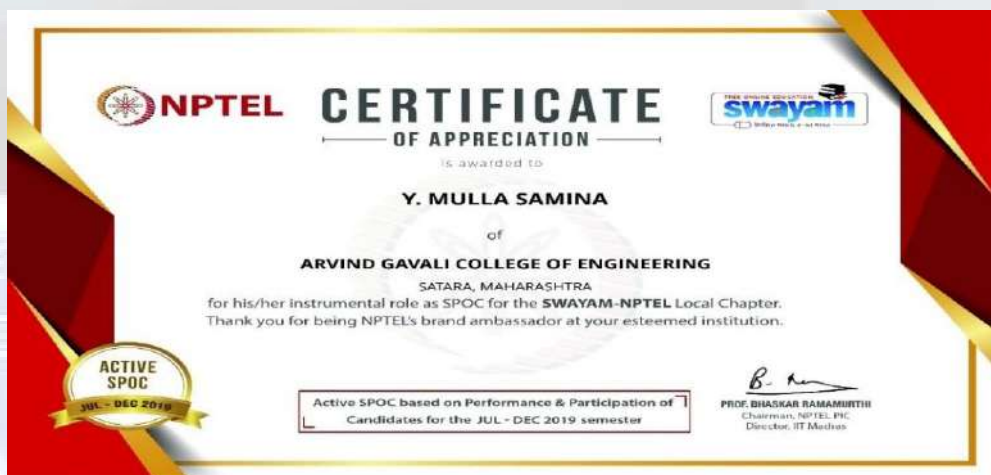 NPTEL
CERTIFICATE
OF APPRECIATION
is awarded to
FREE ONLINE EDUCATION
swayam
Y. MULLA SAMINA
of
ARVIND GAVALI COLLEGE OF ENGINEERING
SATARA, MAHARASHTRA
for his/her instrumental role as SPOC for the SWAYAM-NPTEL Local Chapter.
Thank you for being NPTEL's brand ambassador at your esteemed institution.
ACTIVE
SPOC
JUL - DEC 2019
Active SPOC based on Performance & Participation of
Candidates for the JUL - DEC 2019 semester
PROF. BHASKAR RAMAMURTHI
Chairman, NPTEL PIC
Director, IIT Madras